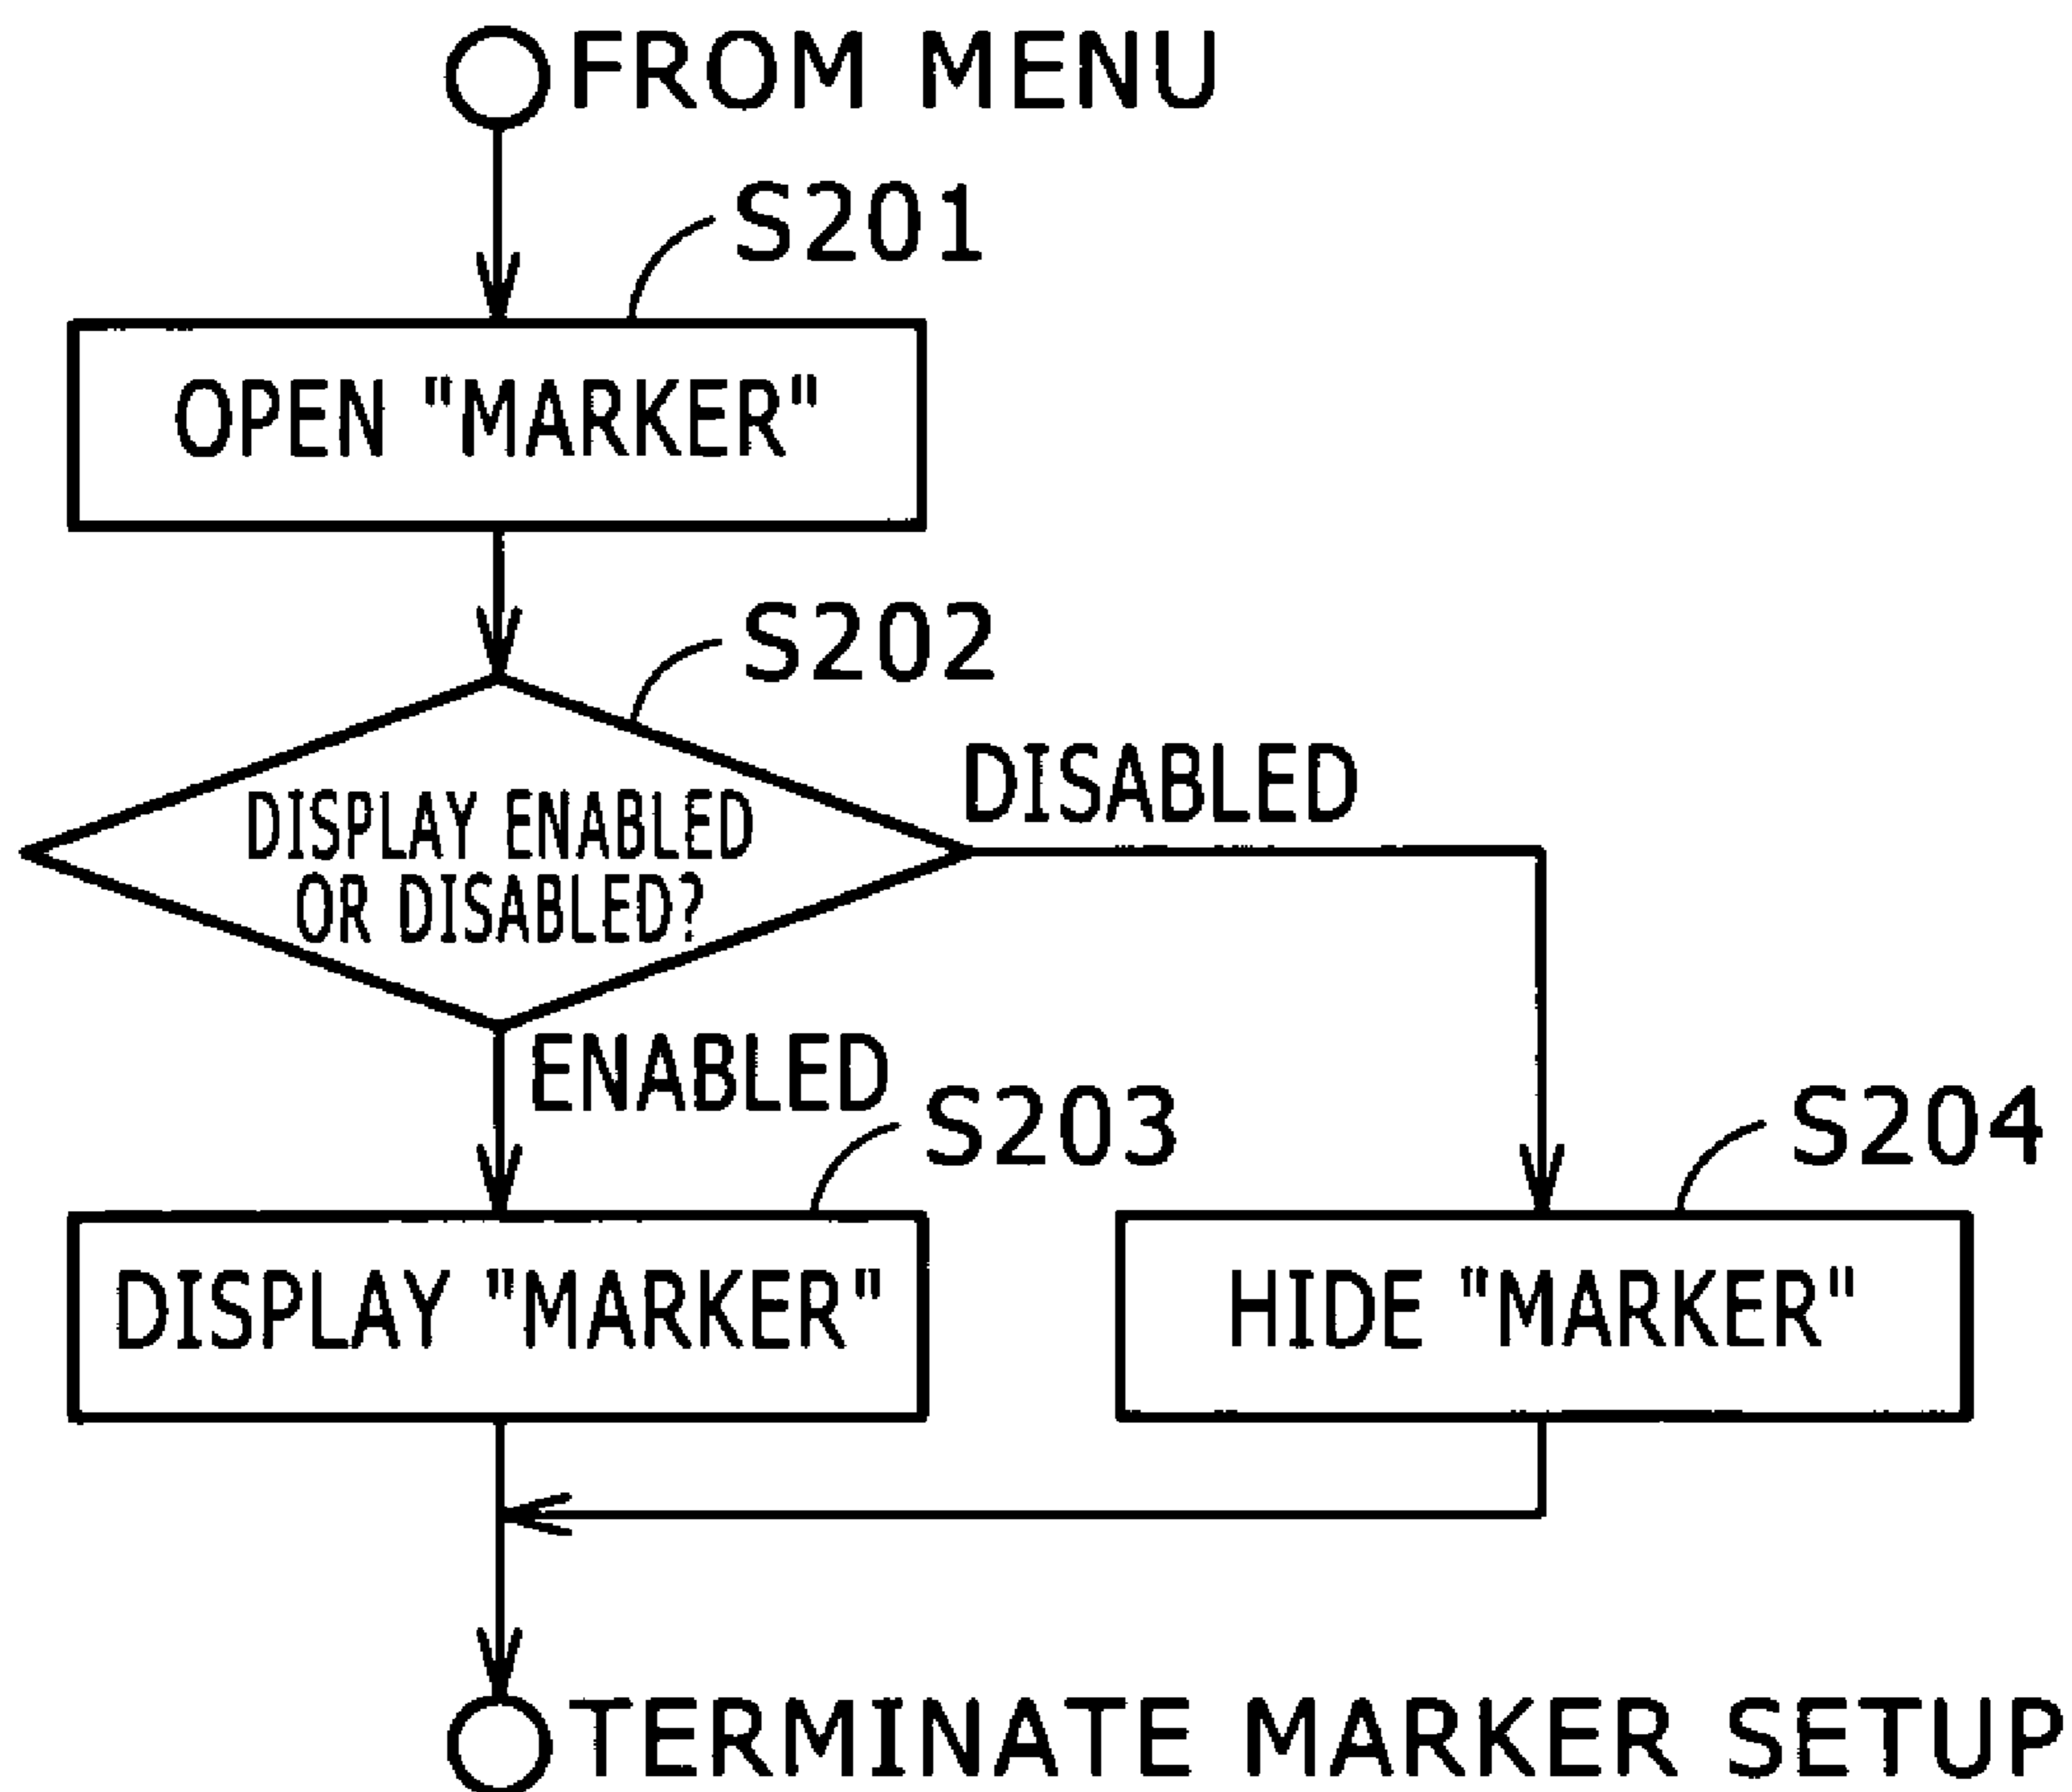 FROM MENU
S201
OPEN "MARKER"
S202
DISABLED
DISPLAY ENABLED
OR DISABLED?
ENABLED
S203
S204
DISPLAY "MARKER"
HIDE "MARKER"
TERMINATE MARKER SETUP